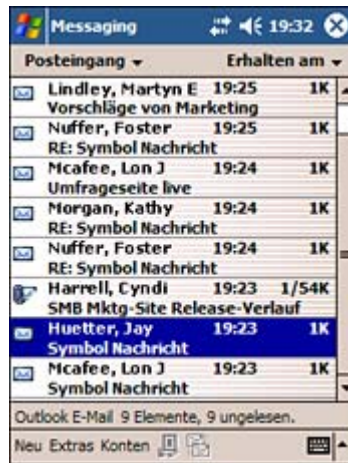 Messaging 19:32
Posteingang Erhalten am
Lindley, Martyn E 19:25 1K
Vorschläge von Marketing
Nuffer, Foster 19:25 1K
RE: Symbol Nachricht
Mcafee, Lon J 19:24 1K
Umfrageseite live
Morgan, Kathy 19:24 1K
RE: Symbol Nachricht
Nuffer, Foster 19:24 1K
RE: Symbol Nachricht
Harrell, Cyndi 19:23 1/54K
SMB Mktg-Site Release-Verlauf
Huetter, Jay 19:23 1K
Symbol Nachricht
Mcafee, Lon J 19:23 1K
Symbol Nachricht
Outlook E-Mail 9 Elemente, 9 ungelesen.
Neu Extras Konten